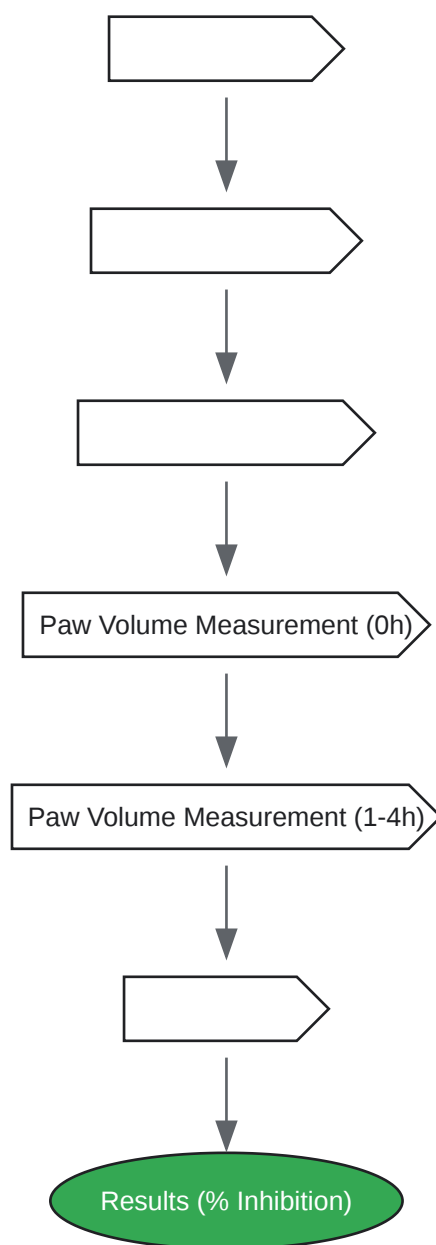 Paw Volume Measurement (0h)
Paw Volume Measurement (1-4h)
Results (% Inhibition)